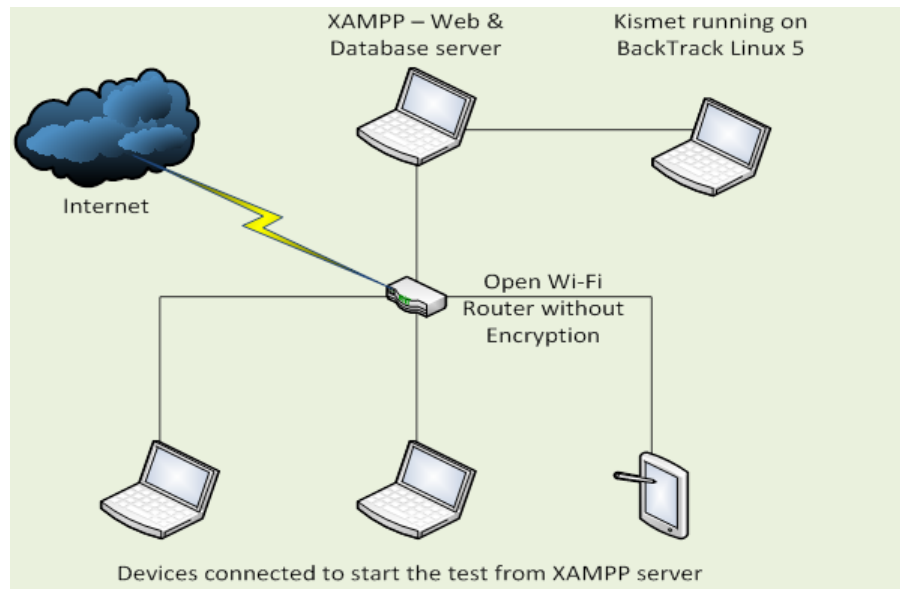 XAMPP – Web &
Database server
Kismet running on
BackTrack Linux 5
Internet
Open Wi-Fi
Router without
Encryption
Devices connected to start the test from XAMPP server